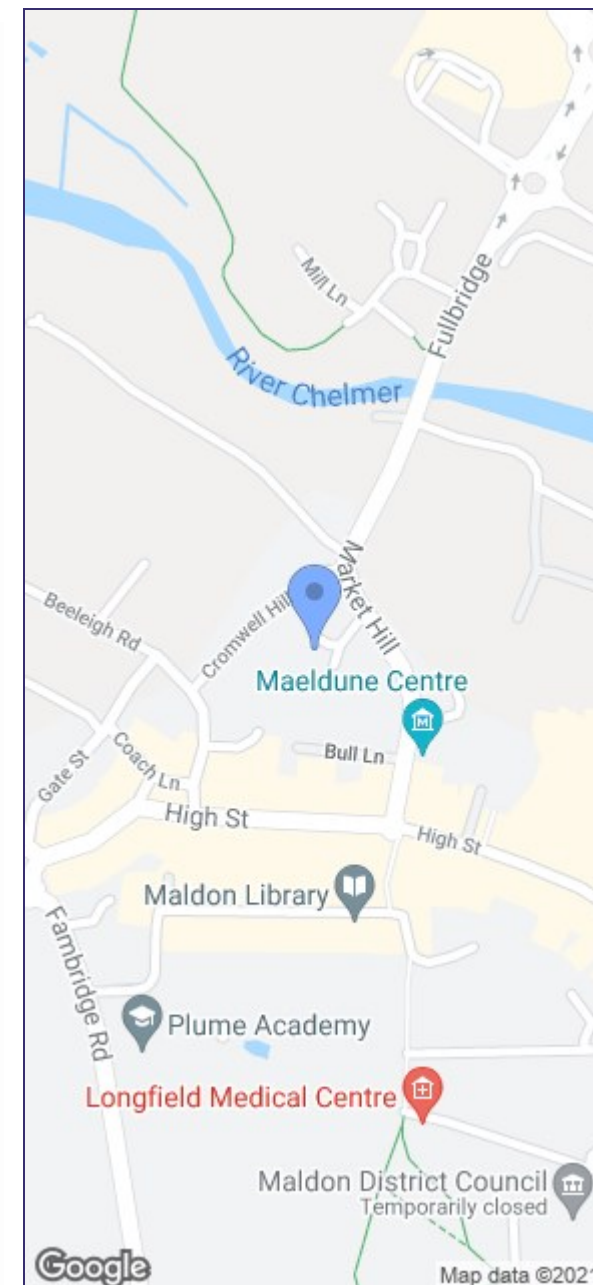 Mill Ln
Fullbridge
River Chelmer
Market Hill
Cromwell Hill
Beeleigh Rd
Maeldune Centre
M
Bull Ln
Gate St
Coach Ln
High St
High St
Maldon Library
Fambridge Rd
Plume Academy
Longfield Medical Centre
Maldon District Council
Temporarily closed
Google
Map data ©2021